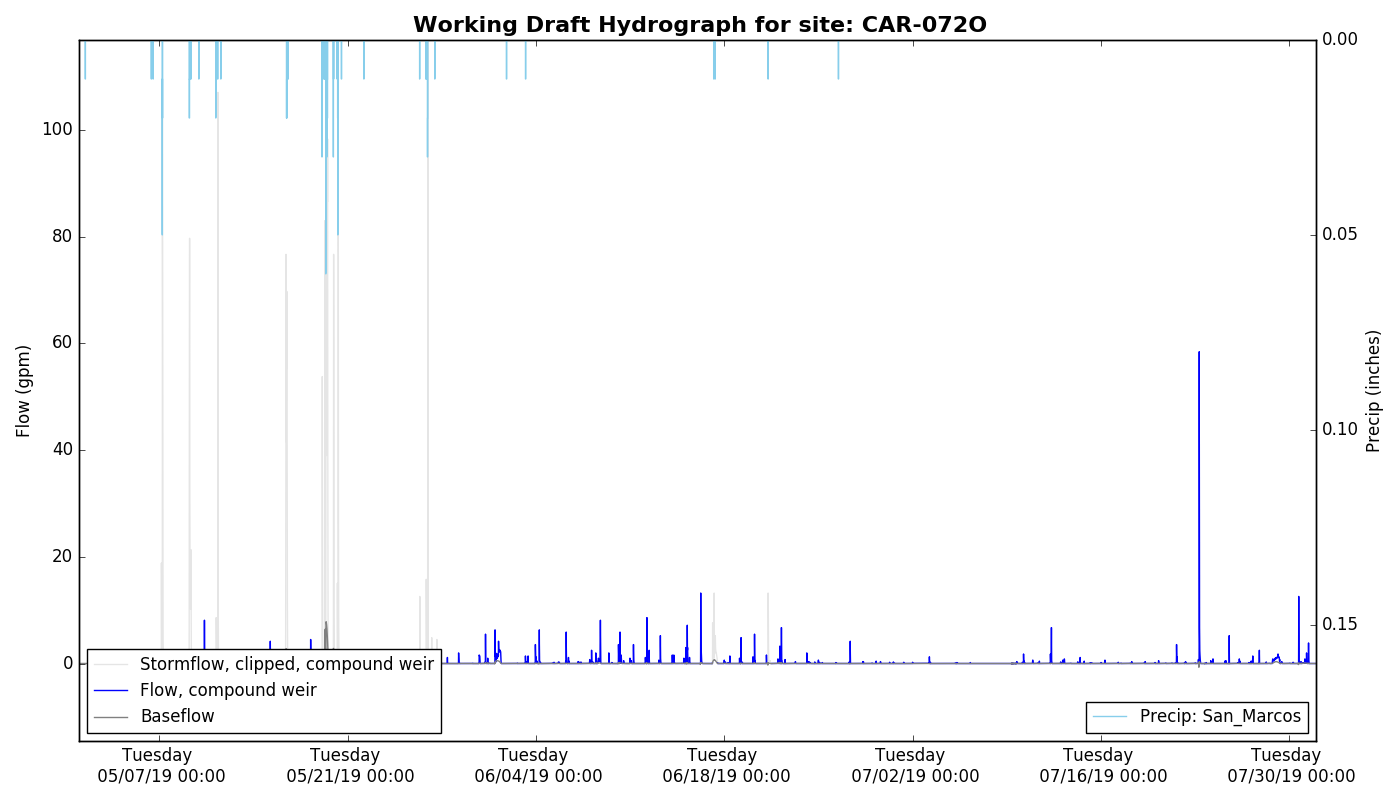 Working Draft Hydrograph for site: CAR-072O
Flow (gpm)
100
80
60
40
20
0
0.00
0.05
0.10
0.15
Precip (inches)
Stormflow, clipped, compound weir
Flow, compound weir
Baseflow
Precip: San_Marcos
Tuesday
05/07/19 00:00
Tuesday
05/21/19 00:00
Tuesday
06/04/19 00:00
Tuesday
06/18/19 00:00
Tuesday
07/02/19 00:00
Tuesday
07/16/19 00:00
Tuesday
07/30/19 00:00